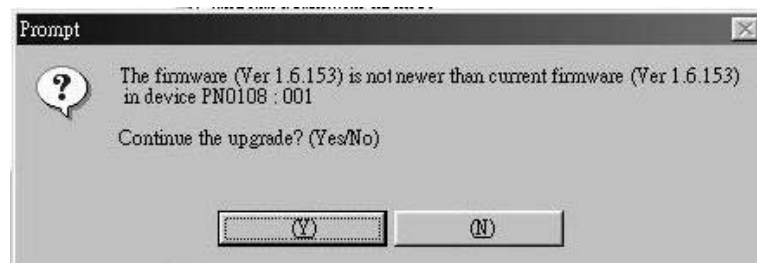 Prompt
The firmware (Ver 1.6.153) is not newer than current firmware (Ver 1.6.153)
in device PN0108 : 001
Continue the upgrade? (Yes/No)
(Y)
(N)